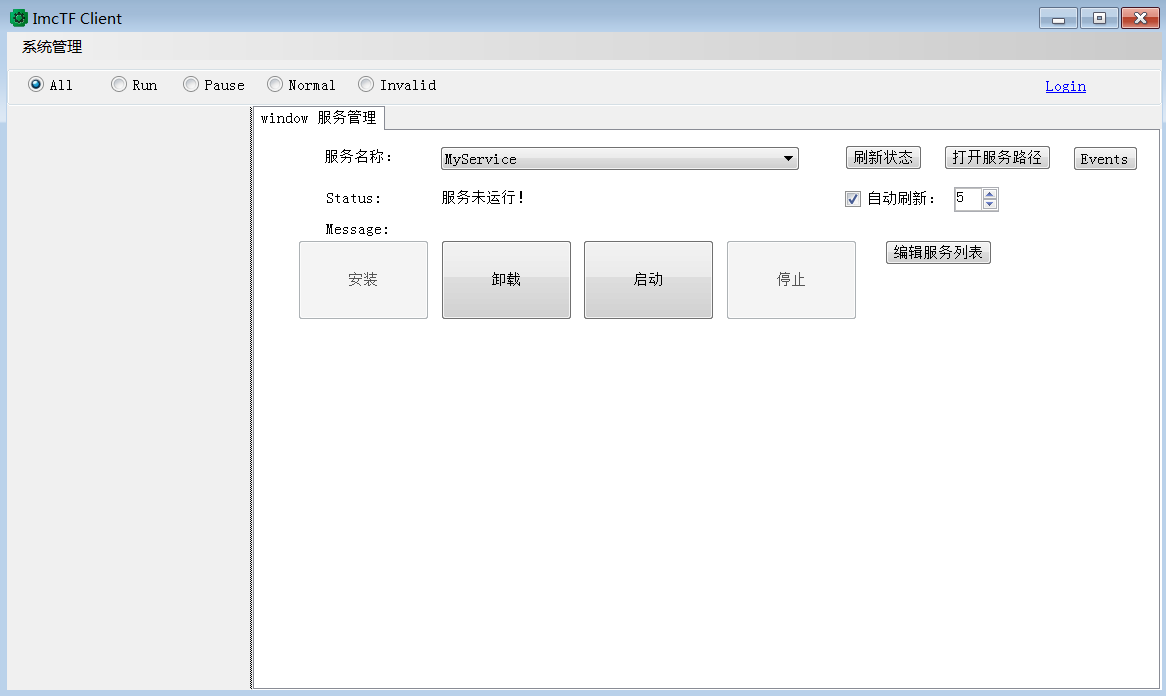 ImcTF Client
系统管理
All Run Pause Normal Invalid Login
window 服务管理
服务名称: MyService 刷新状态 打开服务路径 Events
Status: 服务未运行! 自动刷新: 5
Message:
安装 卸载 启动 停止 编辑服务列表